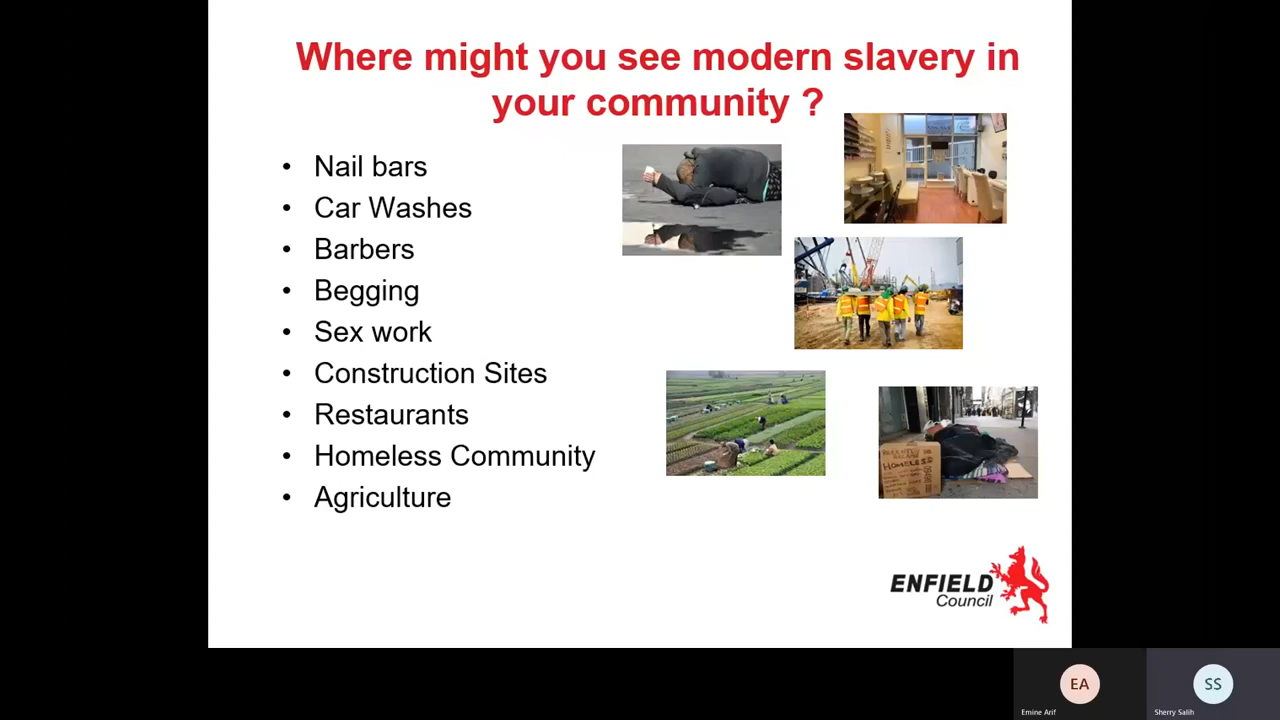 Where might you see modern slavery in
your community ?
• Nail bars
• Car Washes
• Barbers
• Begging
• Sex work
• Construction Sites
• Restaurants
• Homeless Community
• Agriculture
HOMELESS
ENFIELD
Council
EA
SS
Emine Arif
Sherry Salih